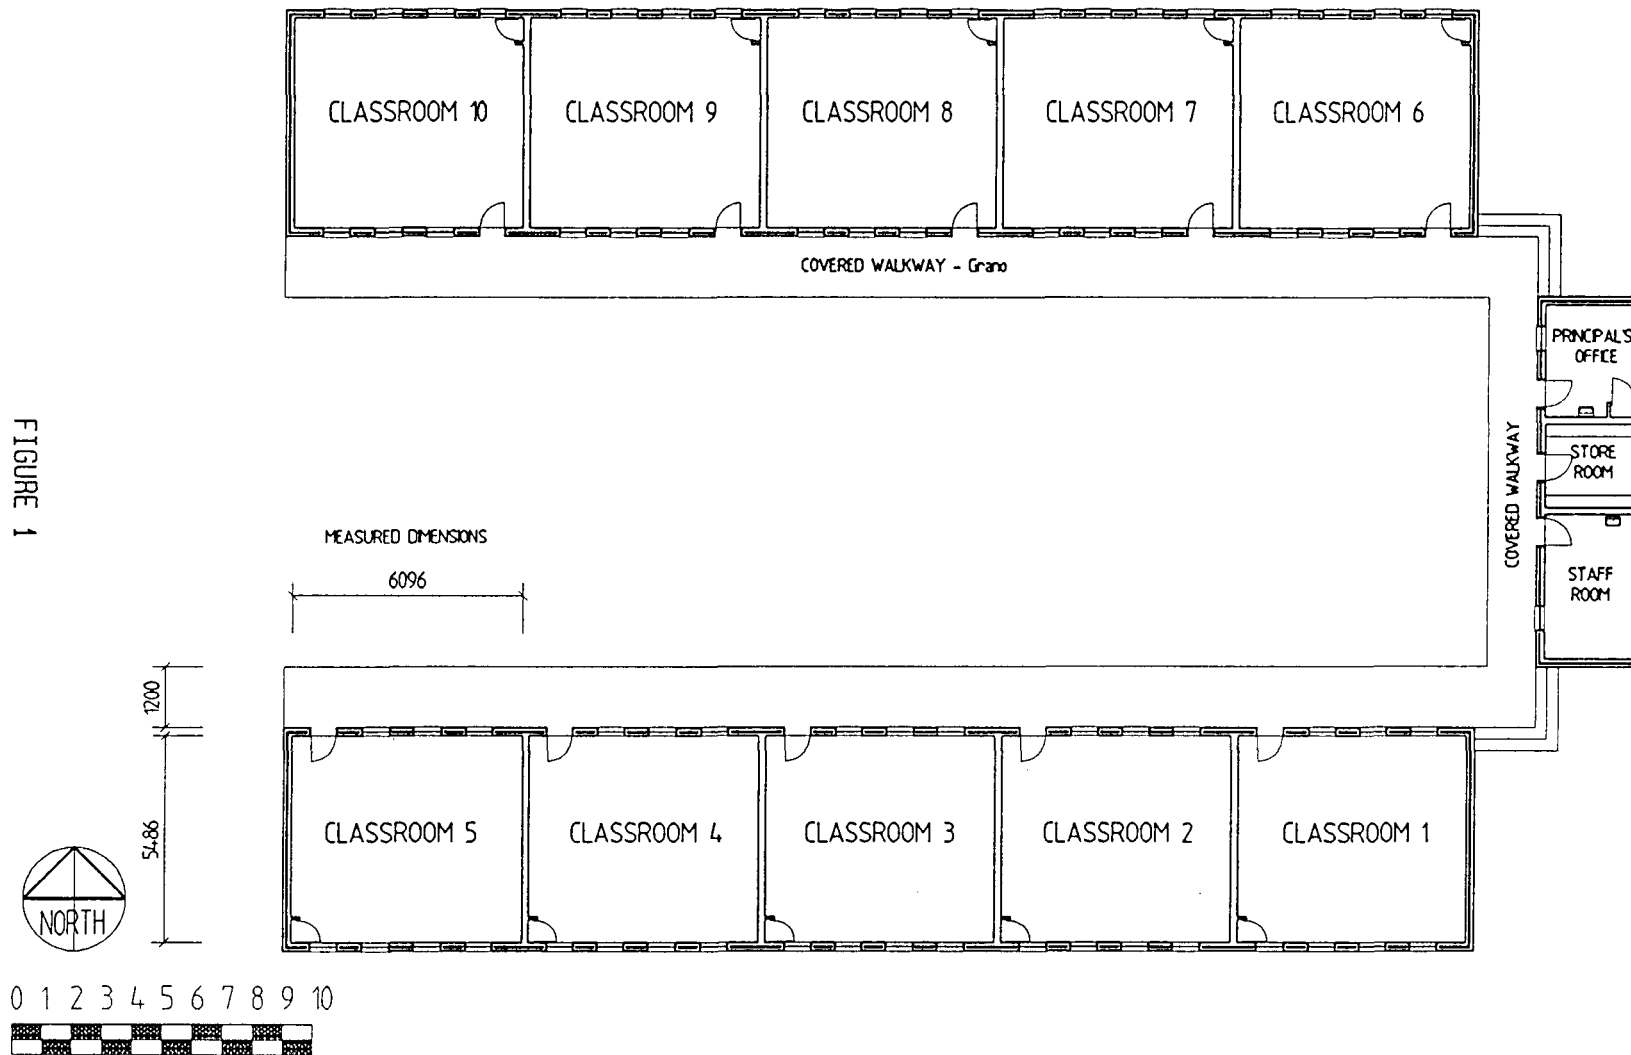 CLASSROOM 10
CLASSROOM 9
CLASSROOM 8
CLASSROOM 7
CLASSROOM 6
COVERED WALKWAY - Grano
PRINCIPAL'S
OFFICE
STORE
ROOM
COVERED WALKWAY
STAFF
ROOM
FIGURE 1
MEASURED DIMENSIONS
6096
1200
5486
CLASSROOM 5
CLASSROOM 4
CLASSROOM 3
CLASSROOM 2
CLASSROOM 1
NORTH
0 1 2 3 4 5 6 7 8 9 10